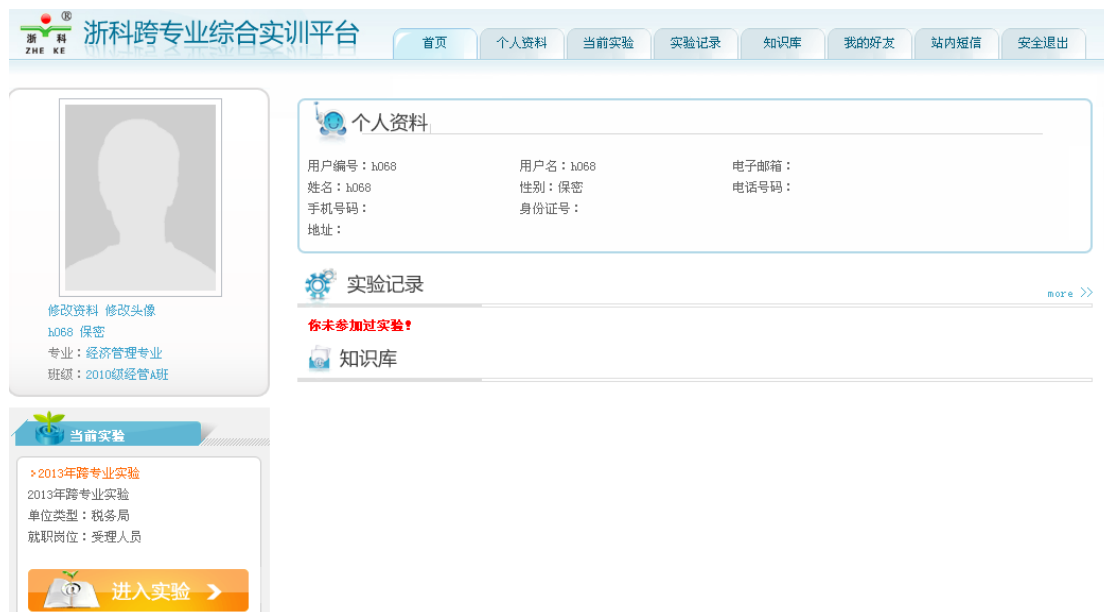 浙科
ZHE KE
®
浙科跨专业综合实训平台
首页 个人资料 当前实验 实验记录 知识库 我的好友 站内短信 安全退出
个人资料
用户编号：h068 用户名：h068 电子邮箱：
姓名：h068 性别：保密 电话号码：
手机号码： 身份证号：
地址：
实验记录
more >>
你未参加过实验！
知识库
修改资料 修改头像
h068 保密
专业：经济管理专业
班级：2010级经管A班
当前实验
>2013年跨专业实验
2013年跨专业实验
单位类型：税务局
就职岗位：受理人员
@
进入实验